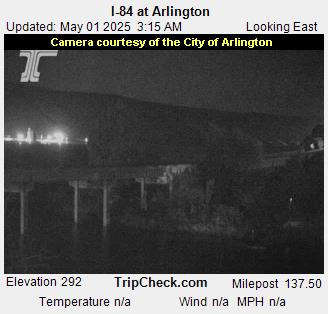 I-84 at Arlington
Updated: May 01 2025 3:15 AM Looking East
Camera courtesy of the City of Arlington
Elevation 292 TripCheck.com Milepost 137.50
Temperature n/a Wind n/a MPH n/a